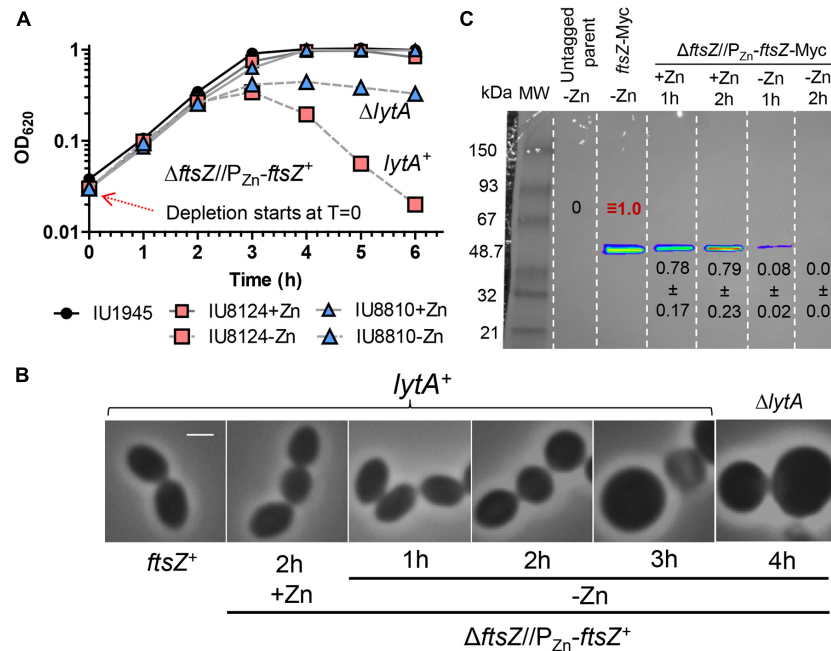 A
1
0.1
0.01
OD620
0 1 2 3 4 5 6
Time (h)
ΔlytA
lytA+
ΔftsZ//PZn-ftsZ+
Depletion starts at T=0
IU1945 IU8124+Zn IU8810+Zn
IU8124-Zn IU8810-Zn
C
Untagged
parent
ftsZ-Myc
ΔftsZ//PZn-ftsZ-Myc
+Zn +Zn -Zn -Zn
kDa MW -Zn -Zn 1h 2h 1h 2h
150
93
67
48.7
32
21
0 ≡1.0
0.78 0.79 0.08 0.0
± ± ± ±
0.17 0.23 0.02 0.0
B
lytA+ ΔlytA
ftsZ+ 2h 1h 2h 3h 4h
+Zn -Zn
ΔftsZ//PZn-ftsZ+